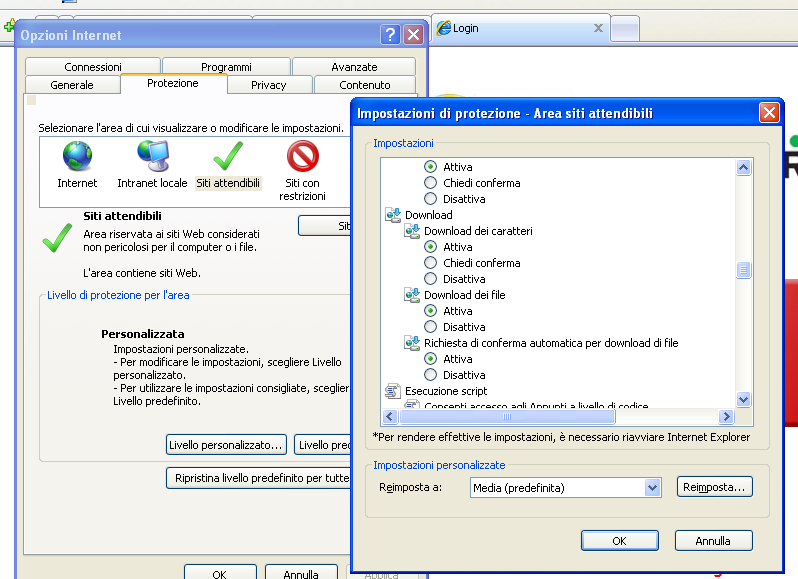 Login
Opzioni Internet
Connessioni
Programmi
Avanzate
Generale
Protezione
Privacy
Contenuto
Selezionare l'area di cui visualizzare o modificare le impostazioni.
Internet
Intranet locale
Siti attendibili
Siti con
restrizioni
Siti attendibili
Area riservata ai siti Web considerati
non pericolosi per il computer o i file.
L'area contiene siti Web.
Sit
Livello di protezione per l'area
Personalizzata
Impostazioni personalizzate.
- Per modificare le impostazioni, scegliere Livello
personalizzato.
- Per utilizzare le impostazioni consigliate, scegliere
Livello predefinito.
Livello personalizzato...
Livello pred
Ripristina livello predefinito per tutte
OK
Annulla
Applica
Impostazioni di protezione - Area siti attendibili
Impostazioni
Attiva
Chiedi conferma
Disattiva
Download
Download dei caratteri
Attiva
Chiedi conferma
Disattiva
Download dei file
Attiva
Disattiva
Richiesta di conferma automatica per download di file
Attiva
Disattiva
Esecuzione script
Consenti accesso agli Appunti a livello di codice
*Per rendere effettive le impostazioni, è necessario riavviare Internet Explorer
Impostazioni personalizzate
Reimposta a:
Media (predefinita)
Reimposta...
OK
Annulla